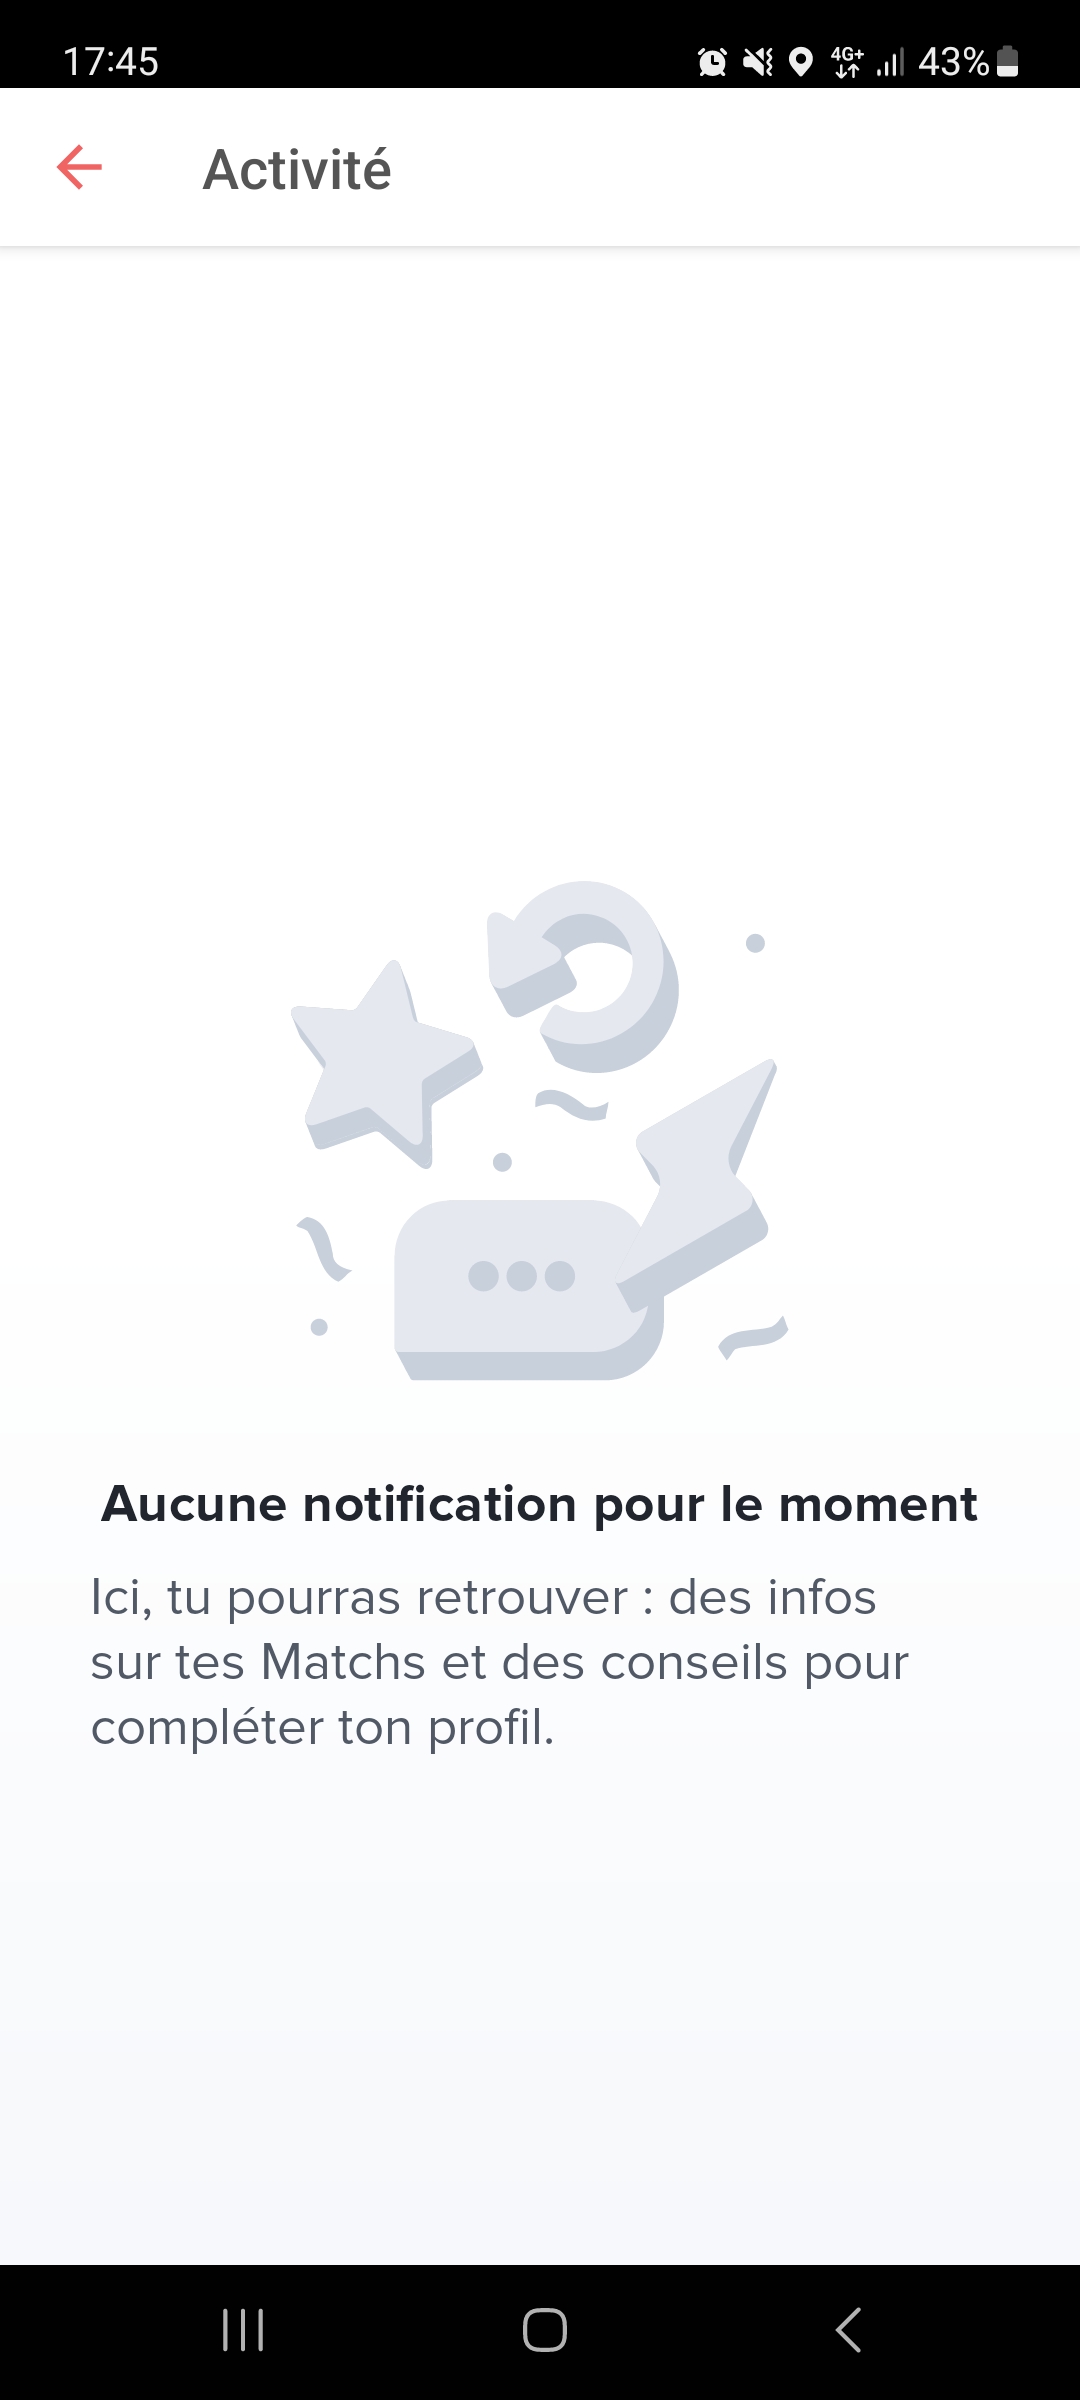 17:45
4G+
43%
Activité
Aucune notification pour le moment
Ici, tu pourras retrouver : des infos
sur tes Matchs et des conseils pour
compléter ton profil.